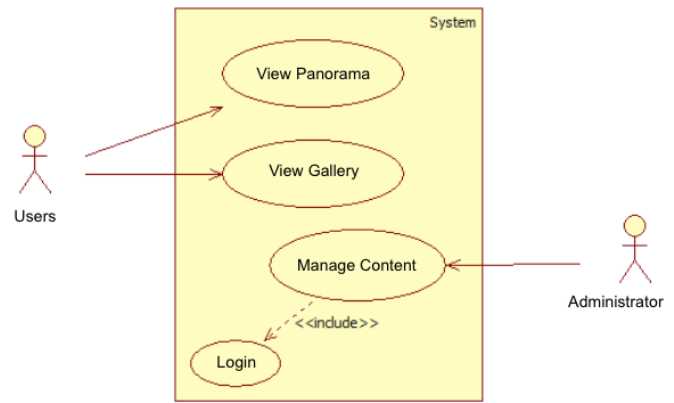 System
View Panorama
View Gallery
Users
Manage Content
Administrator
<<include>>
Login